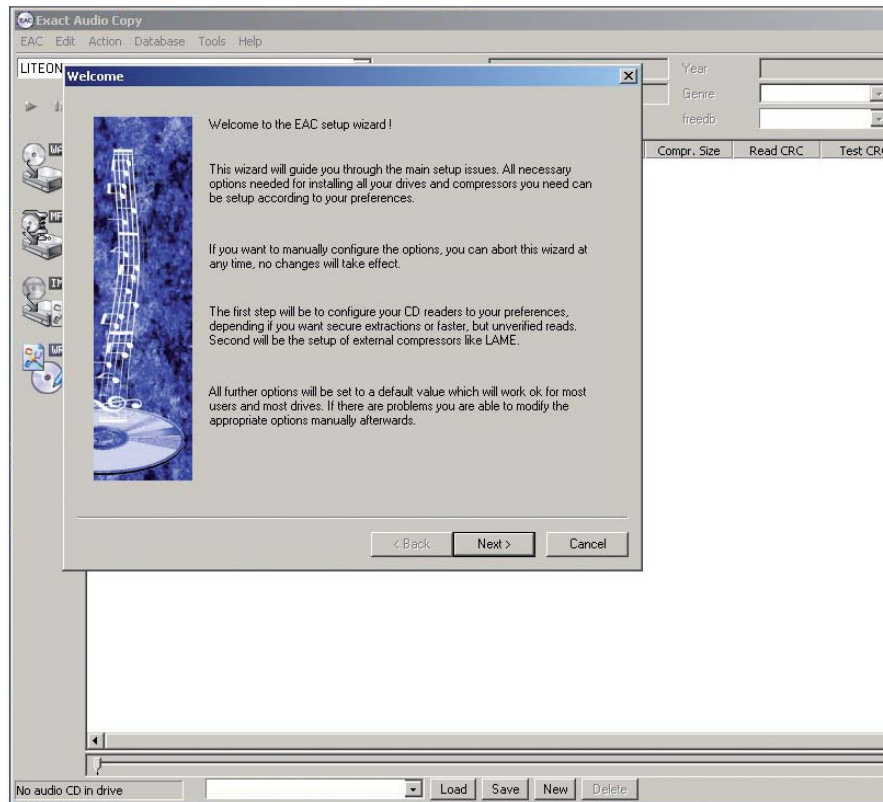 Exact Audio Copy
EAC Edit Action Database Tools Help
LITEON
Welcome
Year
Genre
freedb
Compr. Size Read CRC Test CRC
Welcome to the EAC setup wizard !
This wizard will guide you through the main setup issues. All necessary
options needed for installing all your drives and compressors you need can
be setup according to your preferences.
If you want to manually configure the options, you can abort this wizard at
any time, no changes will take effect.
The first step will be to configure your CD readers to your preferences,
depending if you want secure extractions or faster, but unverified reads.
Second will be the setup of external compressors like LAME.
All further options will be set to a default value which will work ok for most
users and most drives. If there are problems you are able to modify the
appropriate options manually afterwards.
< Back Next > Cancel
No audio CD in drive Load Save New Delete